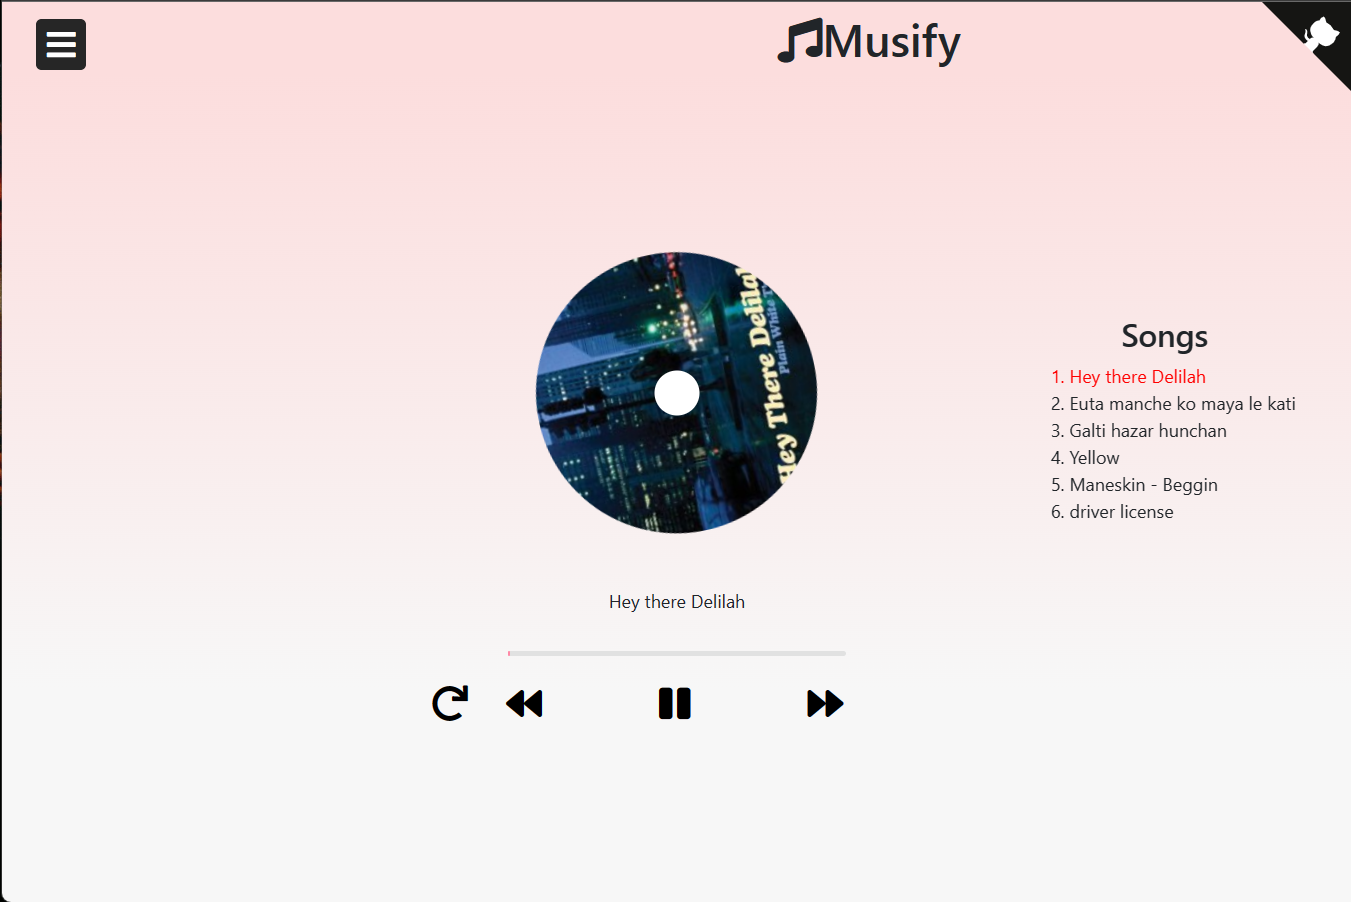 Musify
Hey There Delilah
Plain White T
Songs
1. Hey there Delilah
2. Euta manche ko maya le kati
3. Galti hazar hunchan
4. Yellow
5. Maneskin - Beggin
6. driver license
Hey there Delilah